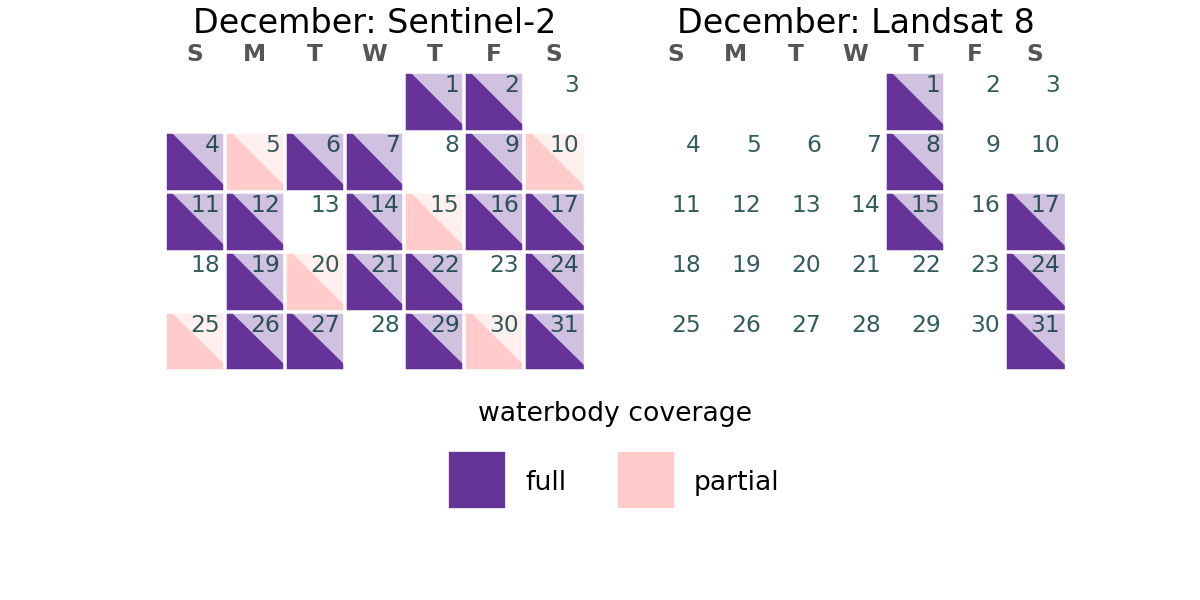 December: Sentinel-2
S M T W T F S
1 2 3
4 5 6 7 8 9 10
11 12 13 14 15 16 17
18 19 20 21 22 23 24
25 26 27 28 29 30 31
December: Landsat 8
S M T W T F S
1 2 3
4 5 6 7 8 9 10
11 12 13 14 15 16 17
18 19 20 21 22 23 24
25 26 27 28 29 30 31
waterbody coverage
full partial